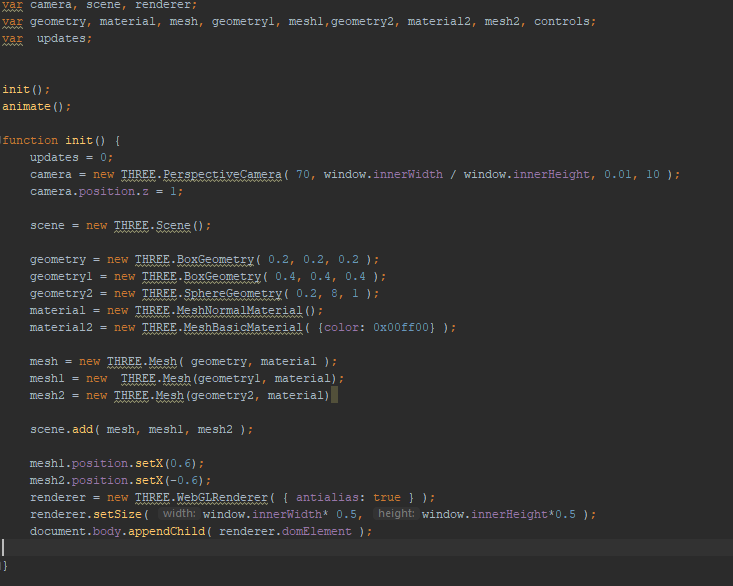 var camera, scene, renderer;
var geometry, material, mesh, geometry1, mesh1,geometry2, material2, mesh2, controls;
var  updates;
init();
animate();
function init() {
updates = 0;
camera = new THREE.PerspectiveCamera( 70, window.innerWidth / window.innerHeight, 0.01, 10 );
camera.position.z = 1;
scene = new THREE.Scene();
geometry = new THREE.BoxGeometry( 0.2, 0.2, 0.2 );
geometry1 = new THREE.BoxGeometry( 0.4, 0.4, 0.4 );
geometry2 = new THREE.SphereGeometry( 0.2, 8, 1 );
material = new THREE.MeshNormalMaterial();
material2 = new THREE.MeshBasicMaterial( {color: 0x00ff00} );
mesh = new THREE.Mesh( geometry, material );
mesh1 = new  THREE.Mesh(geometry1, material);
mesh2 = new THREE.Mesh(geometry2, material)
scene.add( mesh, mesh1, mesh2 );
mesh1.position.setX(0.6);
mesh2.position.setX(-0.6);
renderer = new THREE.WebGLRenderer( { antialias: true } );
renderer.setSize( width: window.innerWidth* 0.5, height: window.innerHeight*0.5 );
document.body.appendChild( renderer.domElement );
}